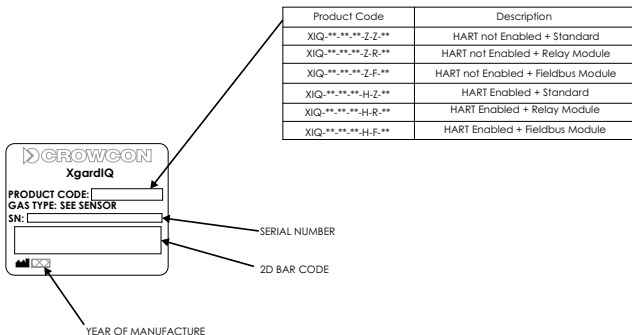 Product Code Description
XIQ-**-**-**-Z-Z-** HART not Enabled + Standard
XIQ-**-**-**-Z-R-** HART not Enabled + Relay Module
XIQ-**-**-**-Z-F-** HART not Enabled + Fieldbus Module
XIQ-**-**-**-H-Z-** HART Enabled + Standard
XIQ-**-**-**-H-R-** HART Enabled + Relay Module
XIQ-**-**-**-H-F-** HART Enabled + Fieldbus Module
CROWCON
XgardIQ
PRODUCT CODE:
GAS TYPE: SEE SENSOR
SN:
SERIAL NUMBER
2D BAR CODE
YEAR OF MANUFACTURE